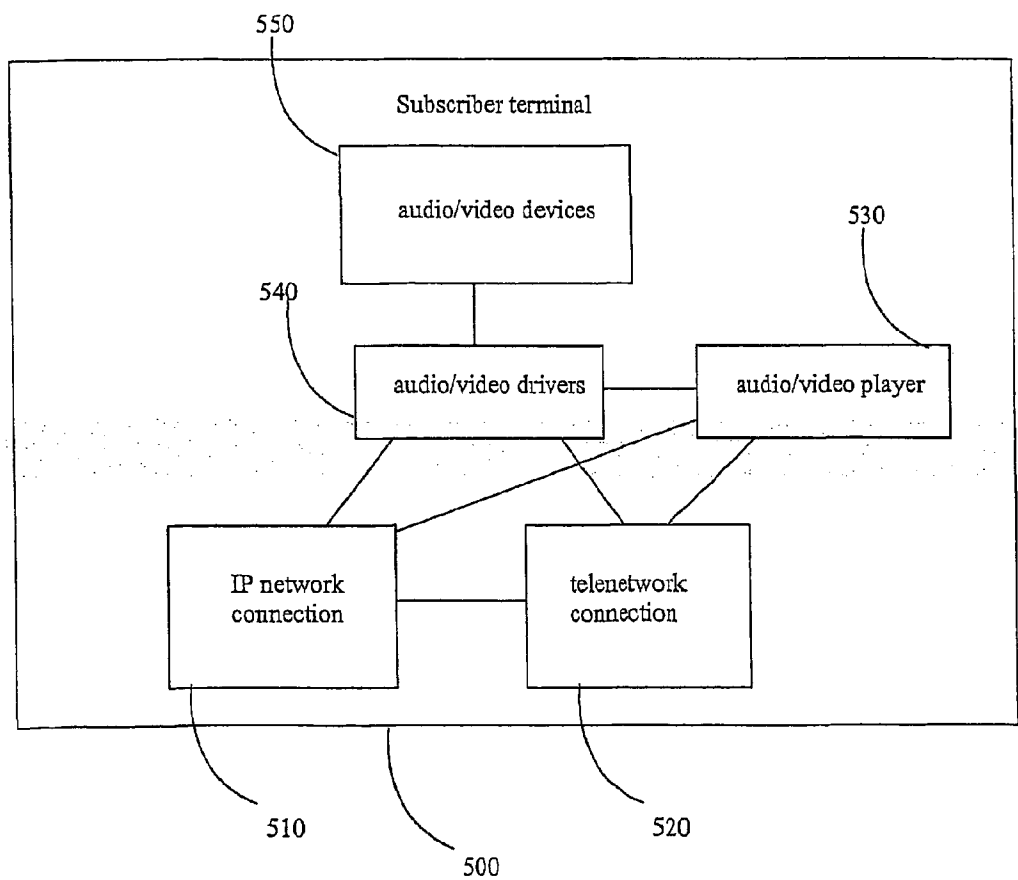 550
Subscriber terminal
audio/video devices
530
540
audio/video drivers
audio/video player
IP network
connection
telenetwork
connection
510
520
500